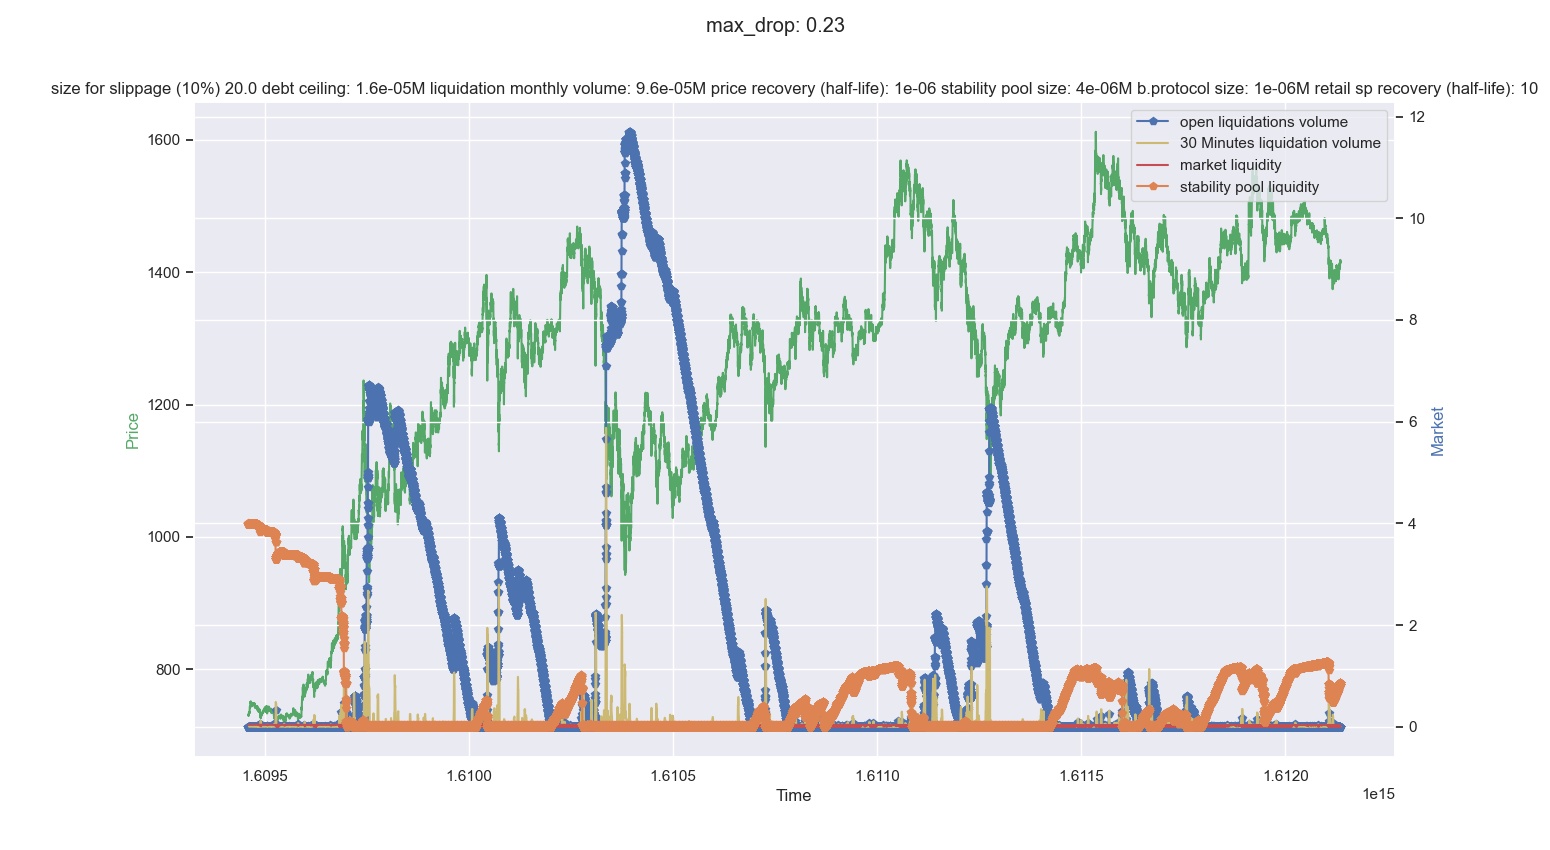 max_drop: 0.23
size for slippage (10%) 20.0 debt ceiling: 1.6e-05M liquidation monthly volume: 9.6e-05M price recovery (half-life): 1e-06 stability pool size: 4e-06M b.protocol size: 1e-06M retail sp recovery (half-life): 10
open liquidations volume
30 Minutes liquidation volume
market liquidity
stability pool liquidity
1600
1400
1200
1000
800
Price
12
10
8
6
4
2
0
Market
1.6095
1.6100
1.6105
1.6110
1.6115
1.6120
Time
1e15